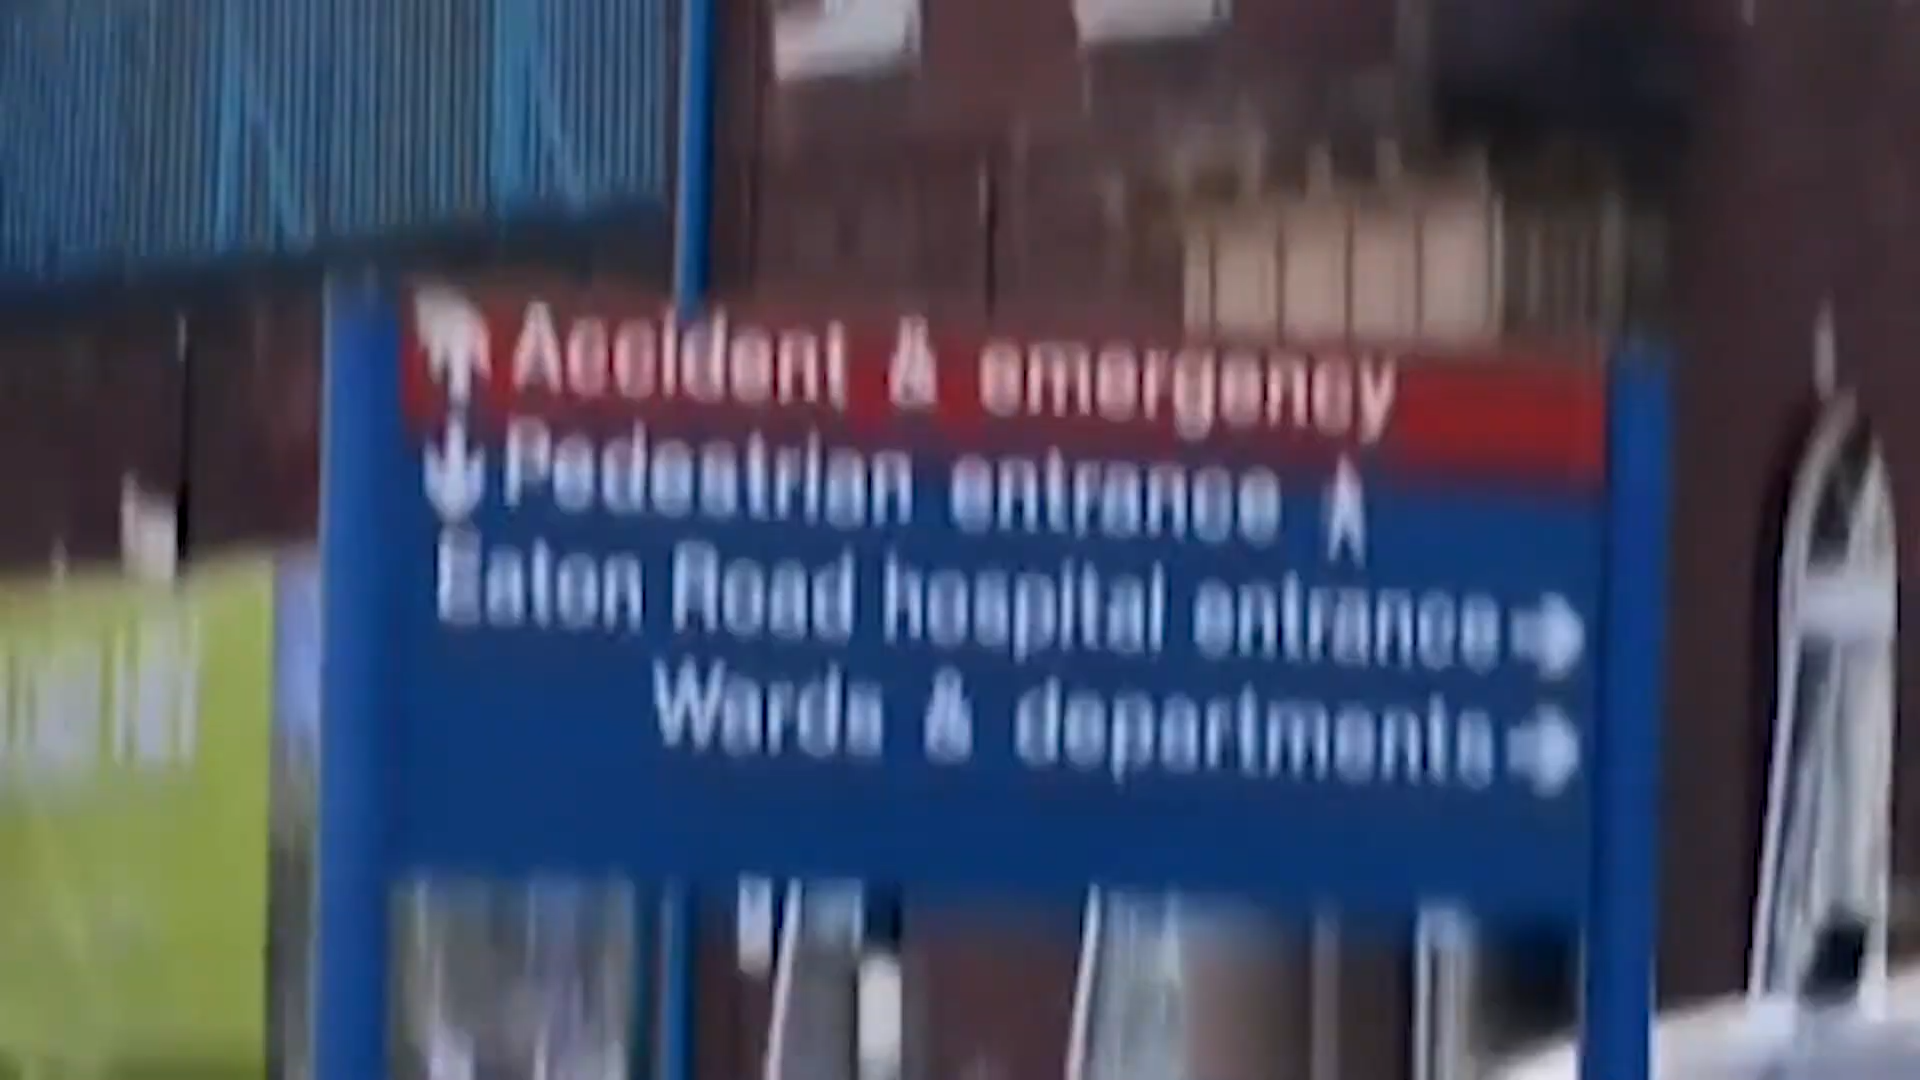 Accident & emergency
Pedestrian entrance A
Eaton Road hospital entrance
Wards & departments